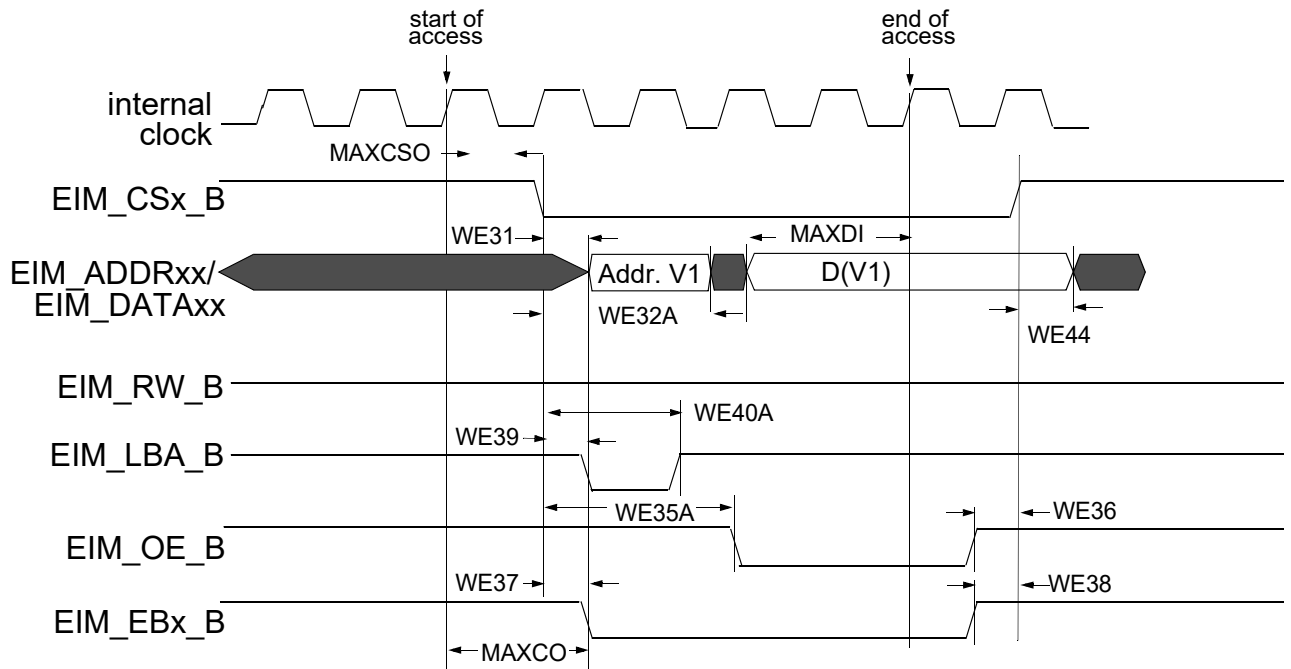 start of
access
end of
access
internal
clock
MAXCSO
EIM_CSx_B
WE31
MAXDI
EIM_ADDRxx/
EIM_DATAxx
Addr. V1
D(V1)
WE32A
WE44
EIM_RW_B
WE40A
WE39
EIM_LBA_B
WE35A
WE36
EIM_OE_B
WE37
WE38
EIM_EBx_B
MAXCO